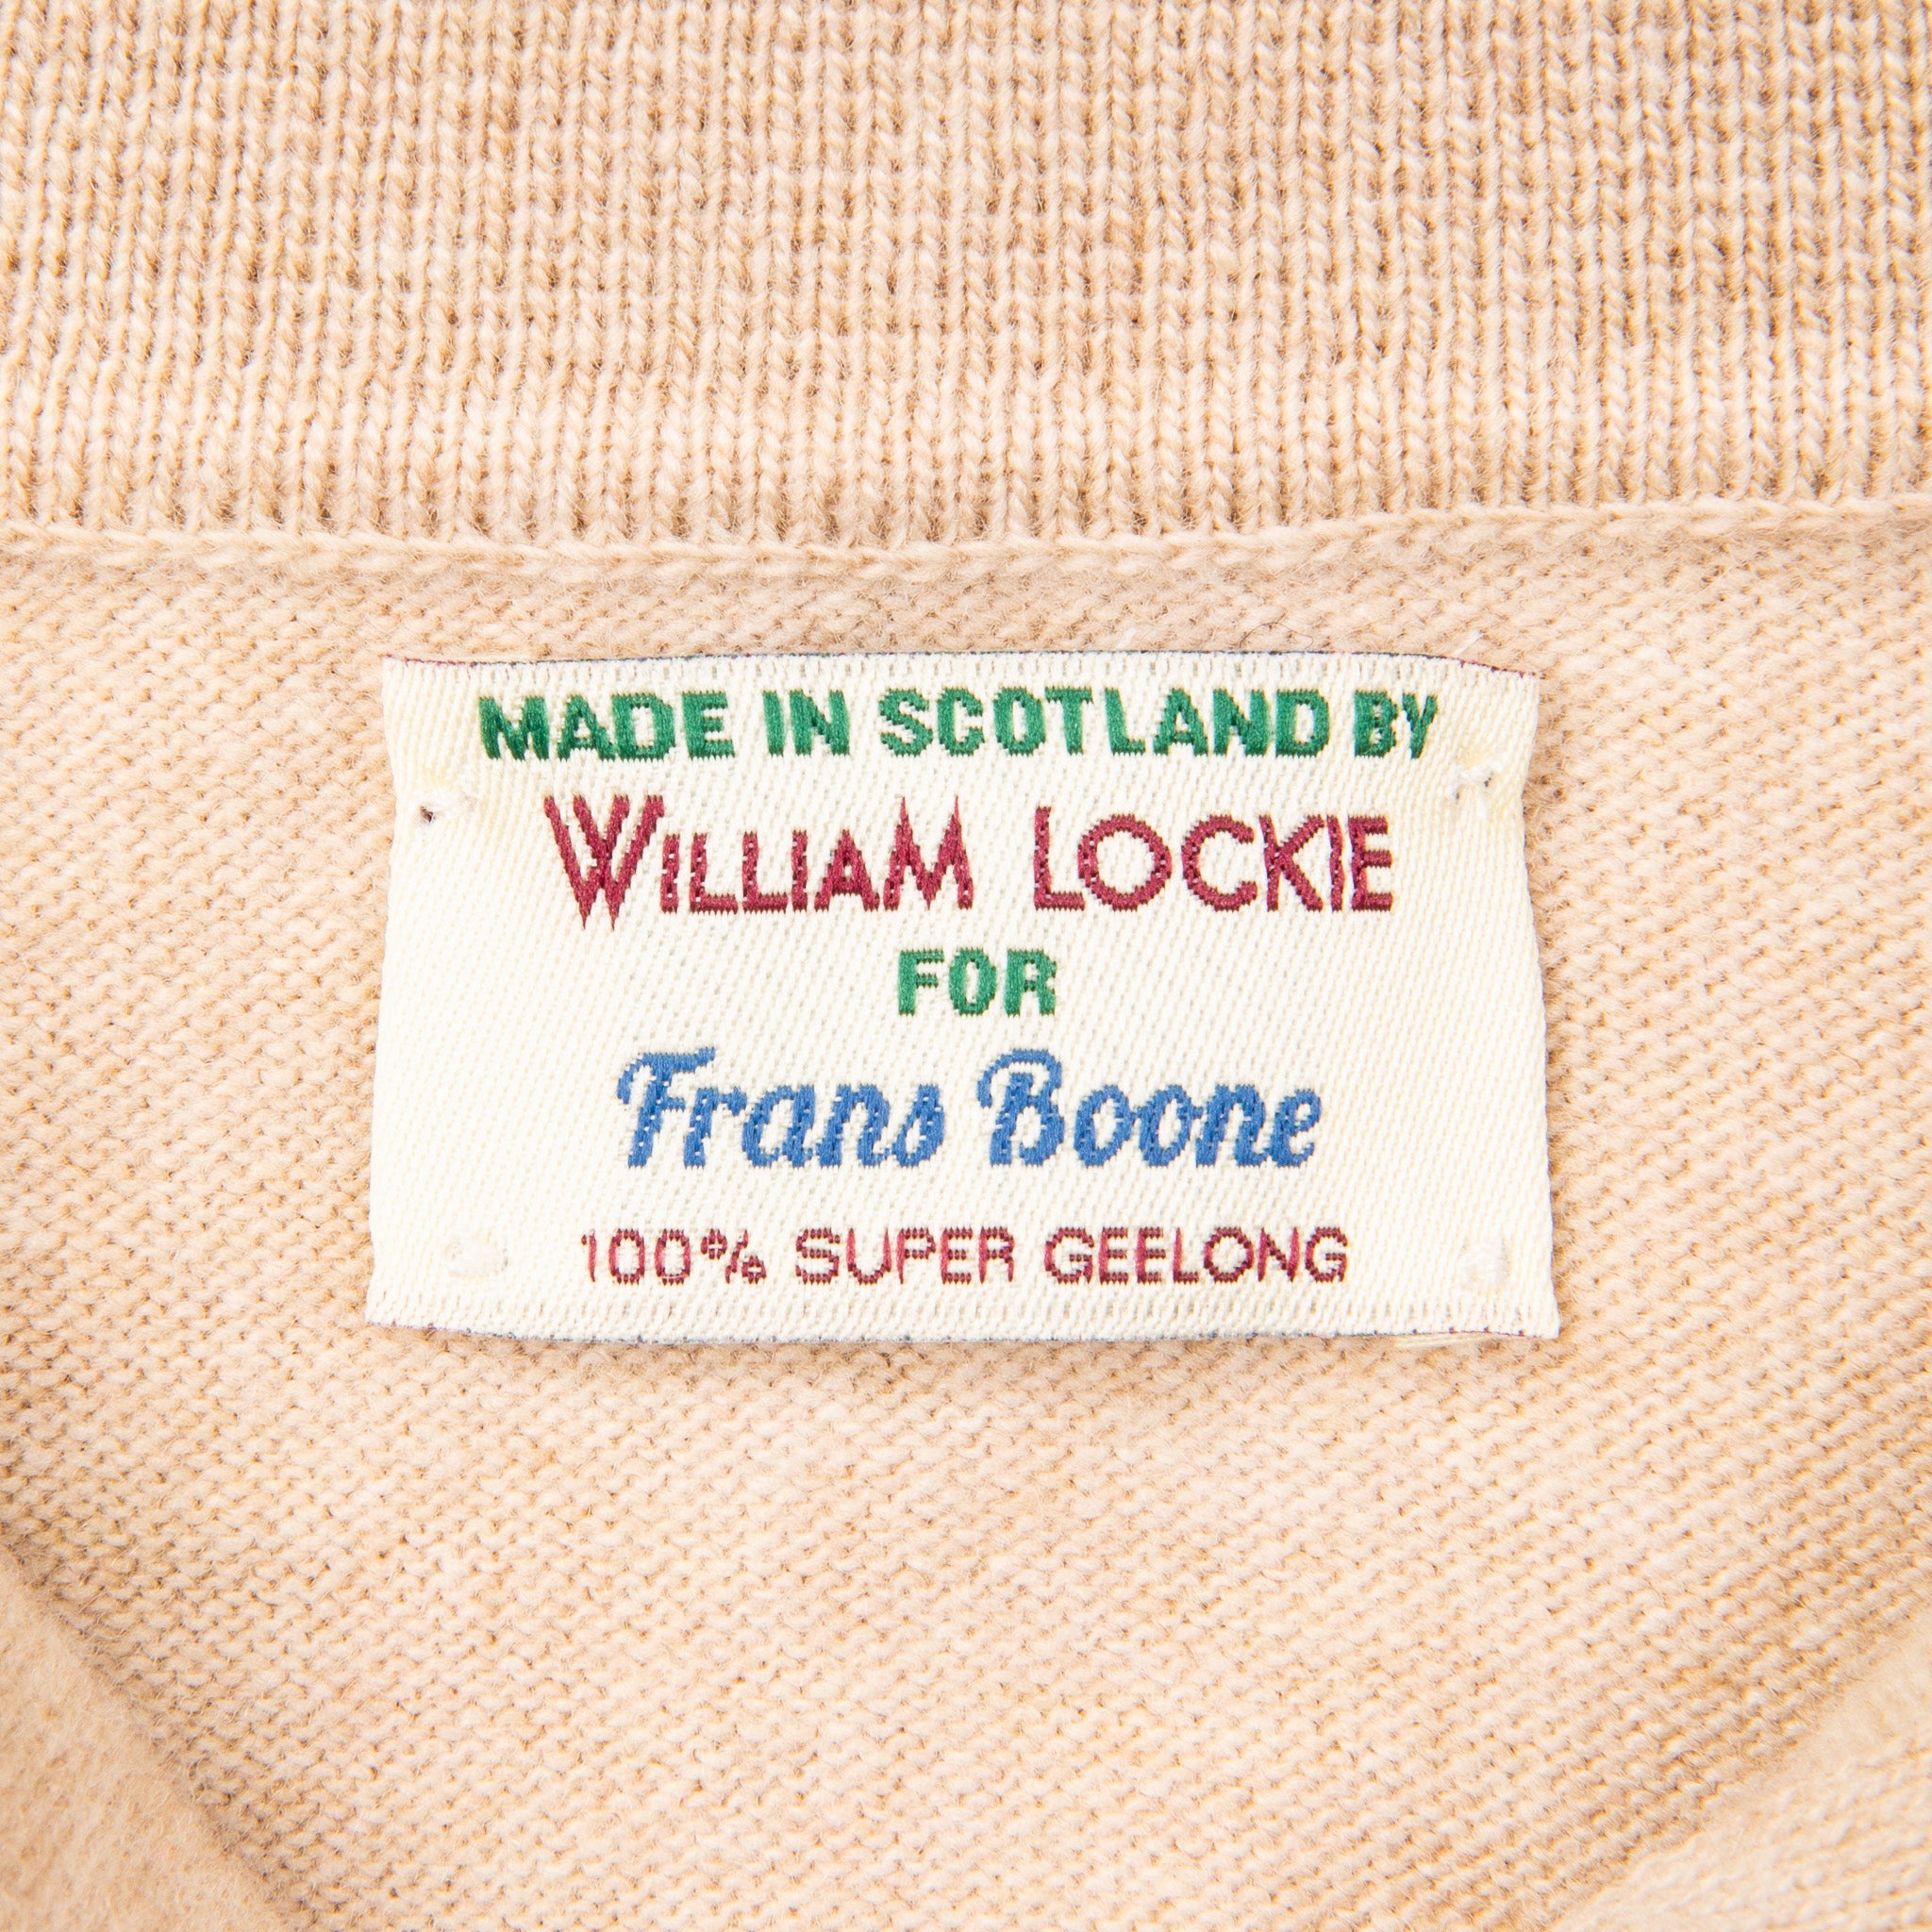 MADE IN SCOTLAND BY
WILLIAM LOCKIE
FOR
Frans Boone
100% SUPER GEELONG